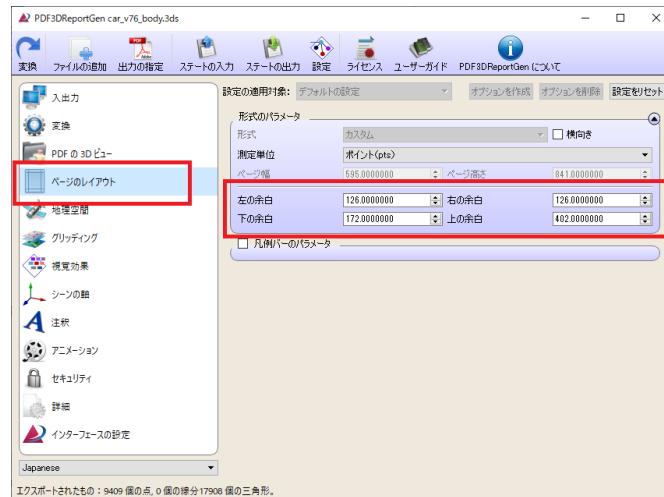 PDF3DReportGen car_v76_body.3ds
変換 ファイルの追加 出力の指定 ステートの入力 ステートの出力 設定 ライセンス ユーザーガイド PDF3DReportGen について
入出力
変換
PDF の 3D ビュー
ページのレイアウト
地理空間
グリッディング
視覚効果
シーンの軸
注釈
アニメーション
セキュリティ
詳細
インターフェースの設定
Japanese
設定の適用対象: デフォルトの設定 オプションを作成 オプションを削除 設定をリセット
形式のパラメータ
形式 カスタム 横向き
測定単位 ポイント(pts)
ページ幅 595.0000000 ページ高さ 841.0000000
左の余白 126.0000000 右の余白 126.0000000
下の余白 172.0000000 上の余白 402.0000000
凡例バーのパラメータ
エクスポートされたもの：9409 個の点, 0 個の線分17908 個の三角形。